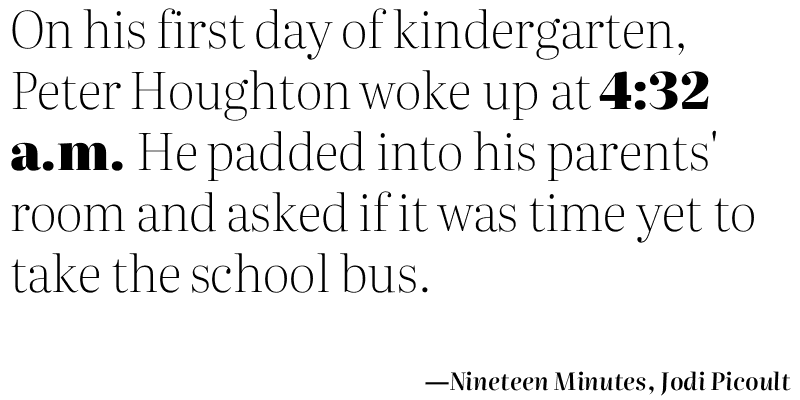 On his first day of kindergarten,
Peter Houghton woke up at 4:32
a.m. He padded into his parents'
room and asked if it was time yet to
take the school bus.
—Nineteen Minutes, Jodi Picoult